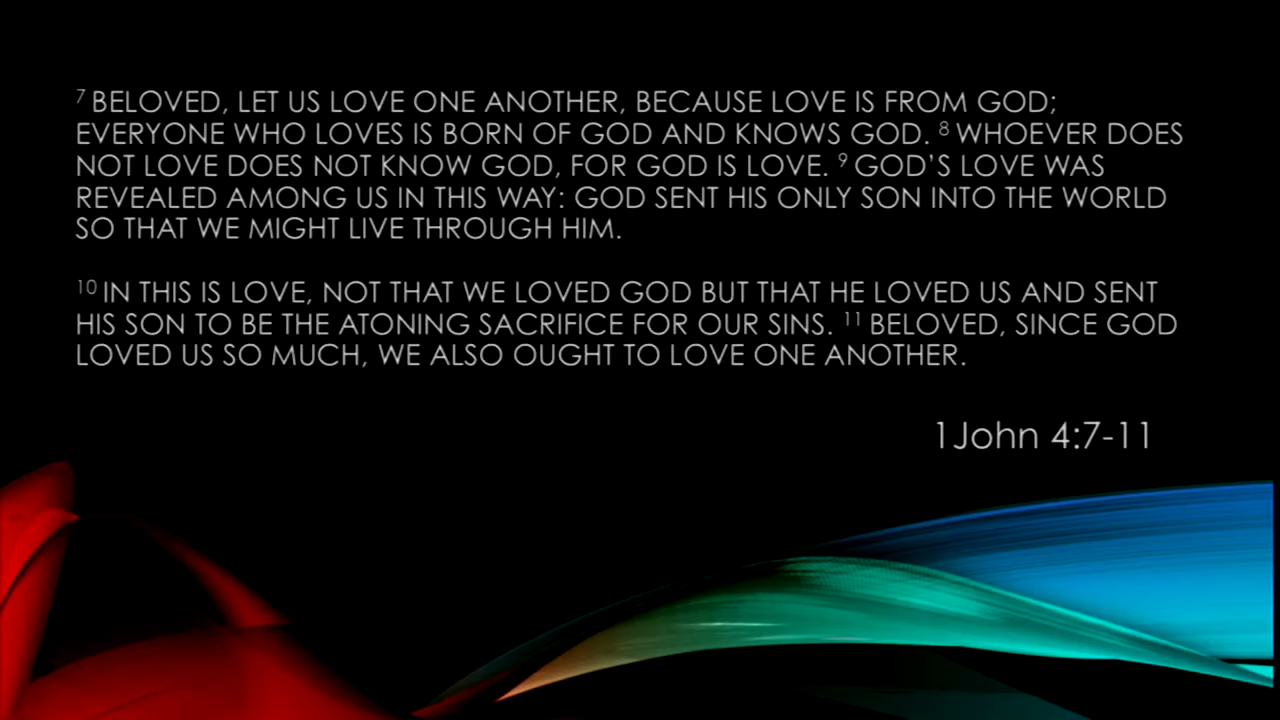 ⁷ BELOVED, LET US LOVE ONE ANOTHER, BECAUSE LOVE IS FROM GOD;
EVERYONE WHO LOVES IS BORN OF GOD AND KNOWS GOD. ⁸ WHOEVER DOES
NOT LOVE DOES NOT KNOW GOD, FOR GOD IS LOVE. ⁹ GOD’S LOVE WAS
REVEALED AMONG US IN THIS WAY: GOD SENT HIS ONLY SON INTO THE WORLD
SO THAT WE MIGHT LIVE THROUGH HIM.
¹⁰ IN THIS IS LOVE, NOT THAT WE LOVED GOD BUT THAT HE LOVED US AND SENT
HIS SON TO BE THE ATONING SACRIFICE FOR OUR SINS. ¹¹ BELOVED, SINCE GOD
LOVED US SO MUCH, WE ALSO OUGHT TO LOVE ONE ANOTHER.
1John 4:7-11